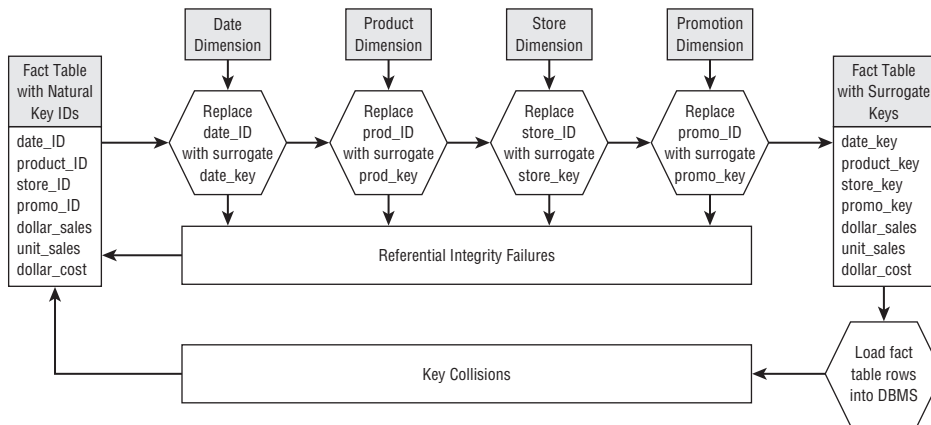 Date
Dimension
Product
Dimension
Store
Dimension
Promotion
Dimension
Fact Table
with Natural
Key IDs
date_ID
product_ID
store_ID
promo_ID
dollar_sales
unit_sales
dollar_cost
Replace
date_ID
with surrogate
date_key
Replace
prod_ID
with surrogate
prod_key
Replace
store_ID
with surrogate
store_key
Replace
promo_ID
with surrogate
promo_key
Fact Table
with Surrogate
Keys
date_key
product_key
store_key
promo_key
dollar_sales
unit_sales
dollar_cost
Referential Integrity Failures
Key Collisions
Load fact
table rows
into DBMS